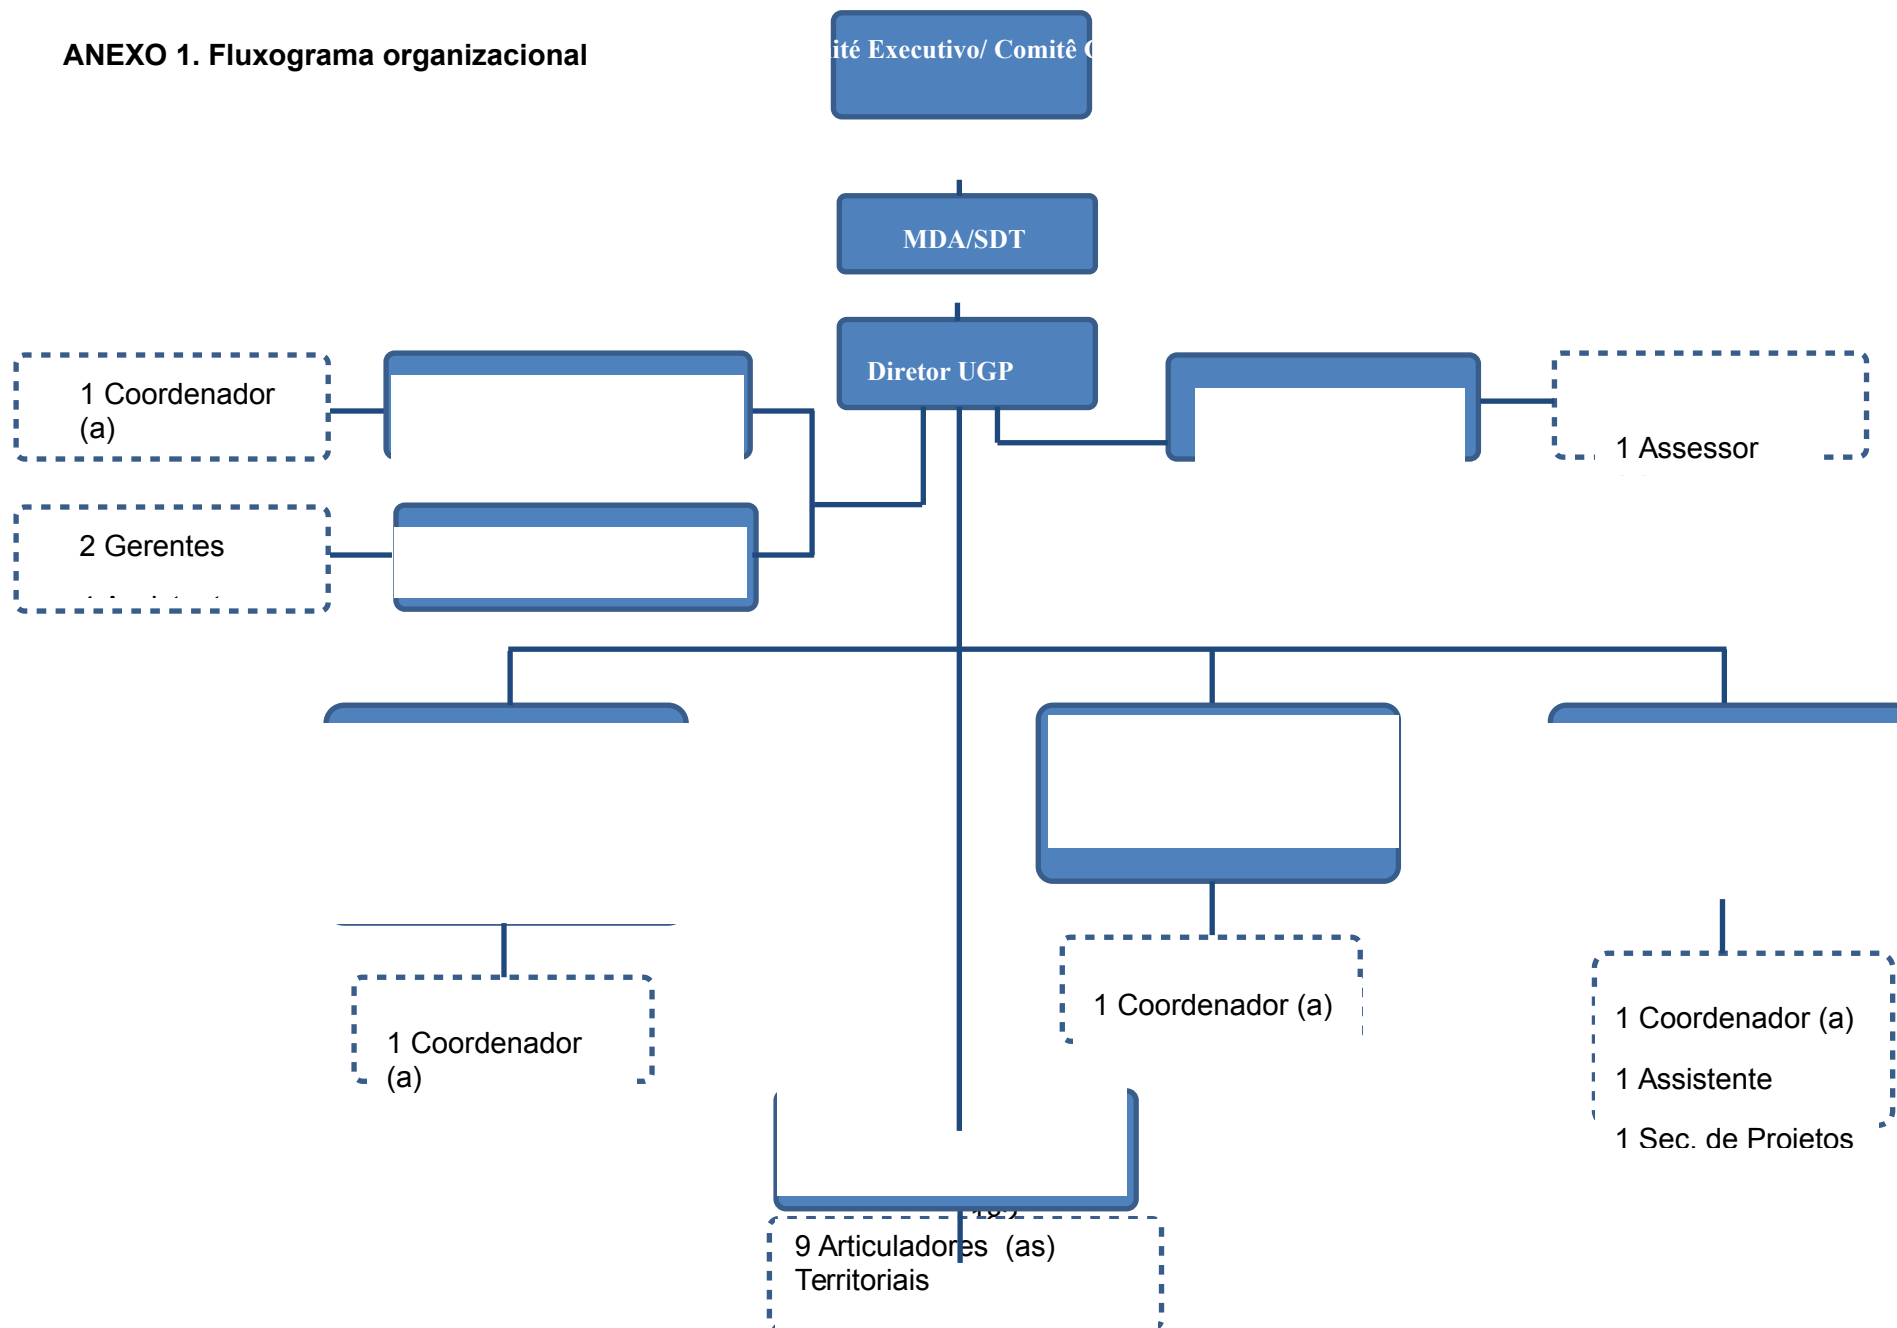 ANEXO 1. Fluxograma organizacional
ité Executivo/ Comitê
MDA/SDT
Diretor UGP
1 Coordenador
(a)
1 Assessor
2 Gerentes
1 Coordenador
(a)
1 Coordenador (a)
1 Coordenador (a)
1 Assistente
1 Sec. de Projetos
9 Articuladores (as)
Territoriais